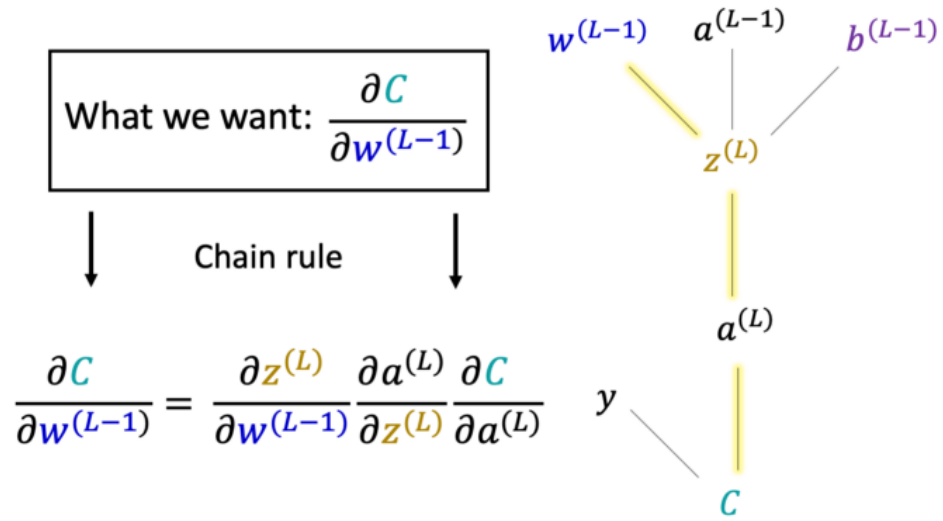 What we want: ∂C/∂w^(L−1)
Chain rule
∂C/∂w^(L−1) = ∂z^(L)/∂w^(L−1) ∂a^(L)/∂z^(L) ∂C/∂a^(L)
w^(L−1) a^(L−1) b^(L−1)
z^(L)
a^(L)
y
C